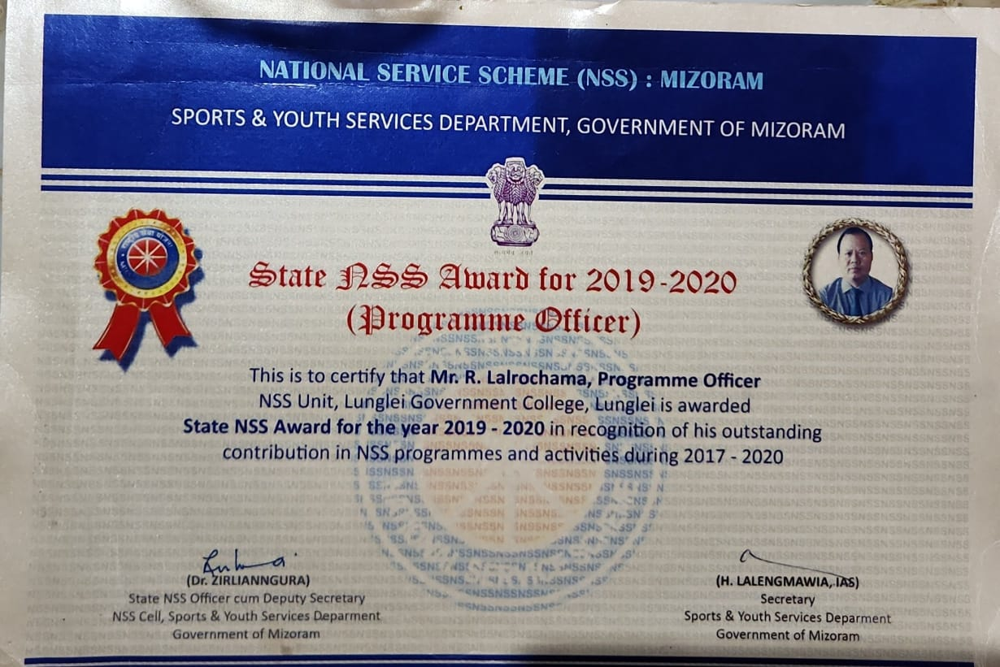 NATIONAL SERVICE SCHEME (NSS) : MIZORAM
SPORTS & YOUTH SERVICES DEPARTMENT, GOVERNMENT OF MIZORAM
State NSS Award for 2019-2020
(Programme Officer)
This is to certify that Mr. R. Lalrochama, Programme Officer
NSS Unit, Lunglei Government College, Lunglei is awarded
State NSS Award for the year 2019 - 2020 in recognition of his outstanding
contribution in NSS programmes and activities during 2017 - 2020
(Dr. ZIRLIANNGURA)
State NSS Officer cum Deputy Secretary
NSS Cell, Sports & Youth Services Deparment
Government of Mizoram
(H. LALENGMAWIA, IAS)
Secretary
Sports & Youth Services Deparment
Government of Mizoram